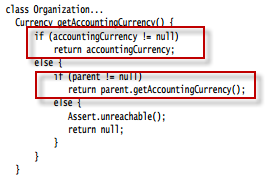 class Organization...
Currency getAccountingCurrency() {
if (accountingCurrency != null)
return accountingCurrency;
else {
if (parent != null)
return parent.getAccountingCurrency();
else {
Assert.unreachable();
return null;
}
}
}